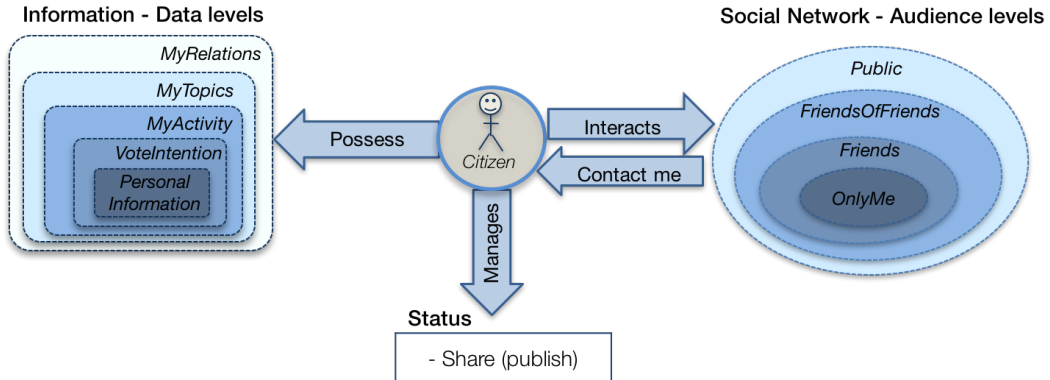 Information - Data levels
MyRelations
MyTopics
MyActivity
VoteIntention
Personal
Information
Possess
Citizen
Interacts
Contact me
Manages
Social Network - Audience levels
Public
FriendsOfFriends
Friends
OnlyMe
Status
- Share (publish)